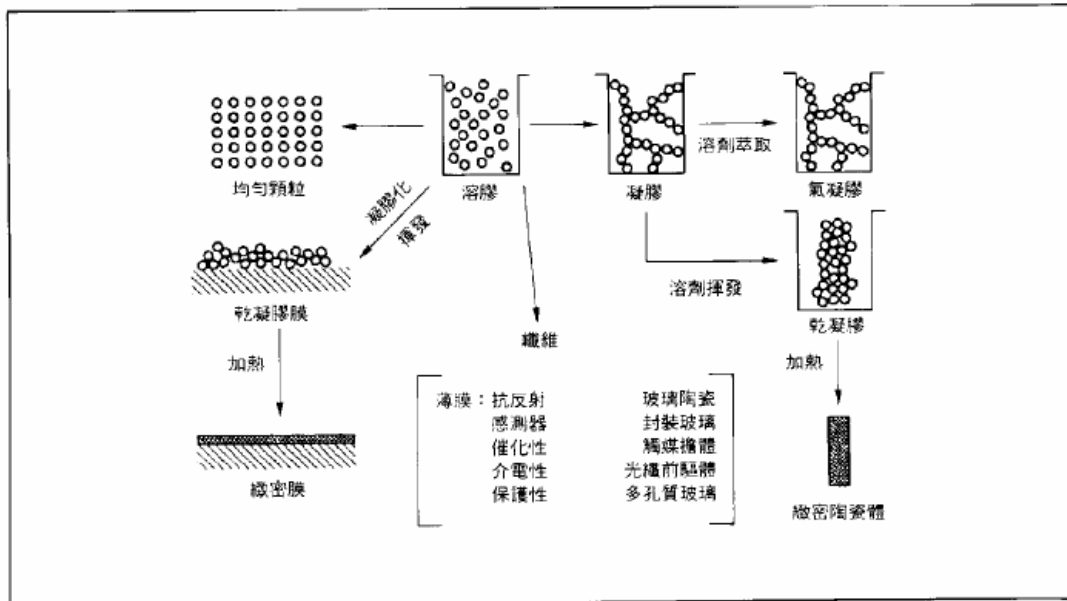 均勻顆粒
溶膠
凝膠
溶劑萃取
氣凝膠
凝膠化
揮發
乾凝膠膜
溶劑揮發
乾凝膠
纖維
加熱
加熱
薄膜：抗反射
感測器
催化性
介電性
保護性
玻璃陶瓷
封裝玻璃
觸媒擔體
光纖前驅體
多孔質玻璃
緻密膜
緻密陶瓷體